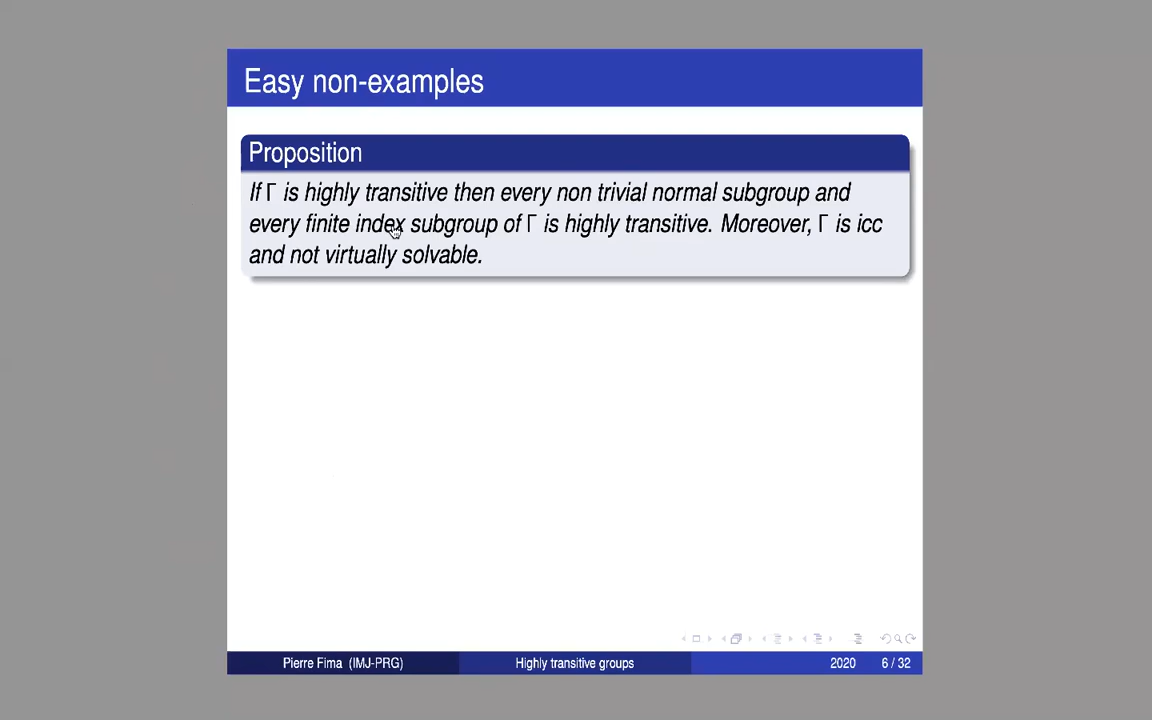 Easy non-examples
Proposition
If Γ is highly transitive then every non trivial normal subgroup and
every finite index subgroup of Γ is highly transitive. Moreover, Γ is icc
and not virtually solvable.
Pierre Fima (IMJ-PRG) Highly transitive groups 2020 6 / 32